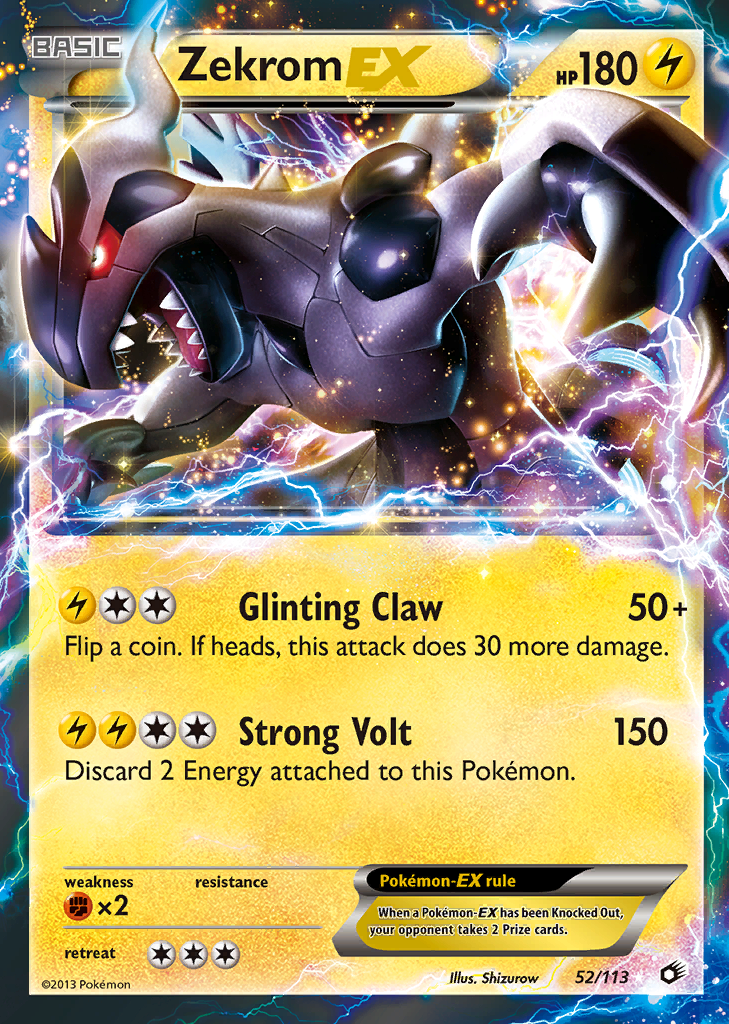 BASIC
Zekrom EX
HP180
Glinting Claw 50+
Flip a coin. If heads, this attack does 30 more damage.
Strong Volt 150
Discard 2 Energy attached to this Pokémon.
weakness resistance
×2
Pokémon-EX rule
When a Pokémon-EX has been Knocked Out,
your opponent takes 2 Prize cards.
retreat
©2013 Pokémon
Illus. Shizurow 52/113